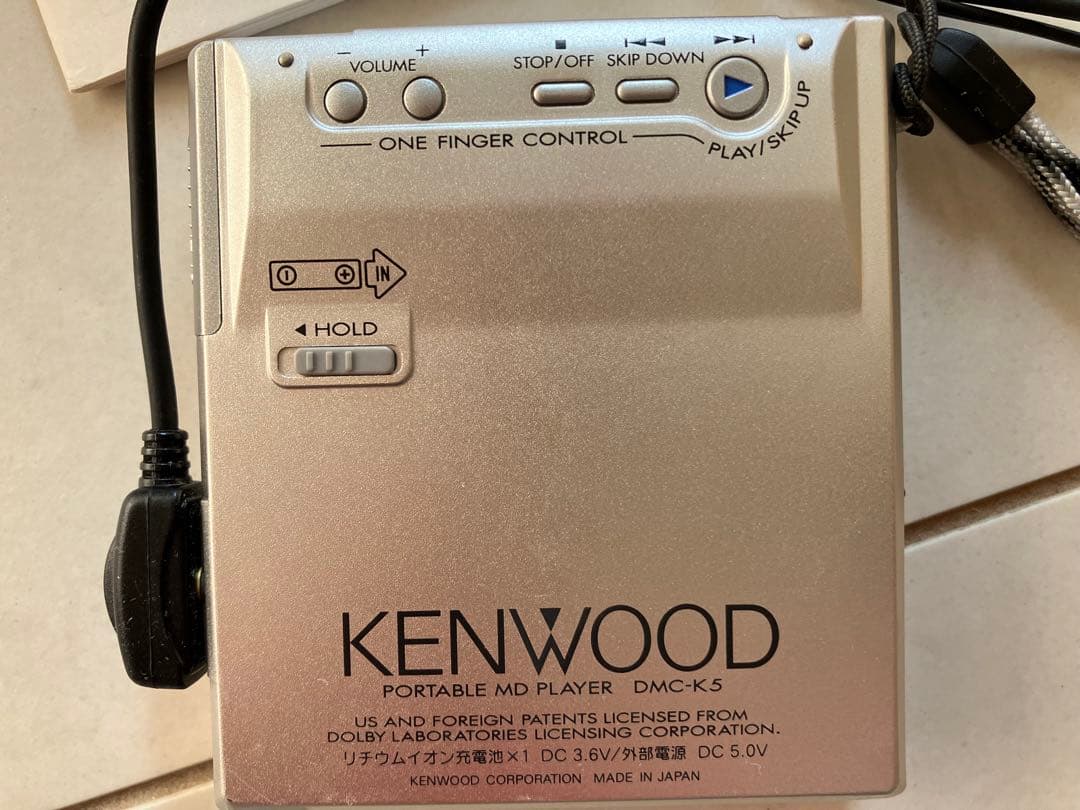 − +
VOLUME
■ |◀◀ ▶▶|
STOP/OFF SKIP DOWN
PLAY/SKIP UP
ONE FINGER CONTROL
IN
◀ HOLD
KENWOOD
PORTABLE MD PLAYER DMC-K5
US AND FOREIGN PATENTS LICENSED FROM
DOLBY LABORATORIES LICENSING CORPORATION.
リチウムイオン充電池×1 DC 3.6V/外部電源 DC 5.0V
KENWOOD CORPORATION MADE IN JAPAN